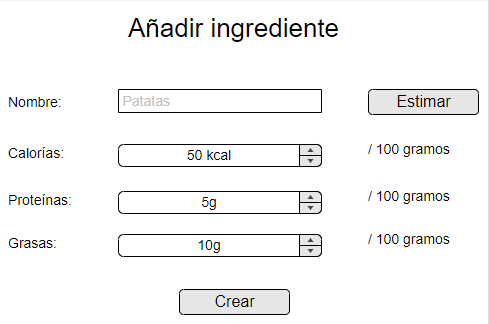 Añadir ingrediente
Nombre: Patatas Estimar
Calorías: 50 kcal / 100 gramos
Proteínas: 5g / 100 gramos
Grasas: 10g / 100 gramos
Crear